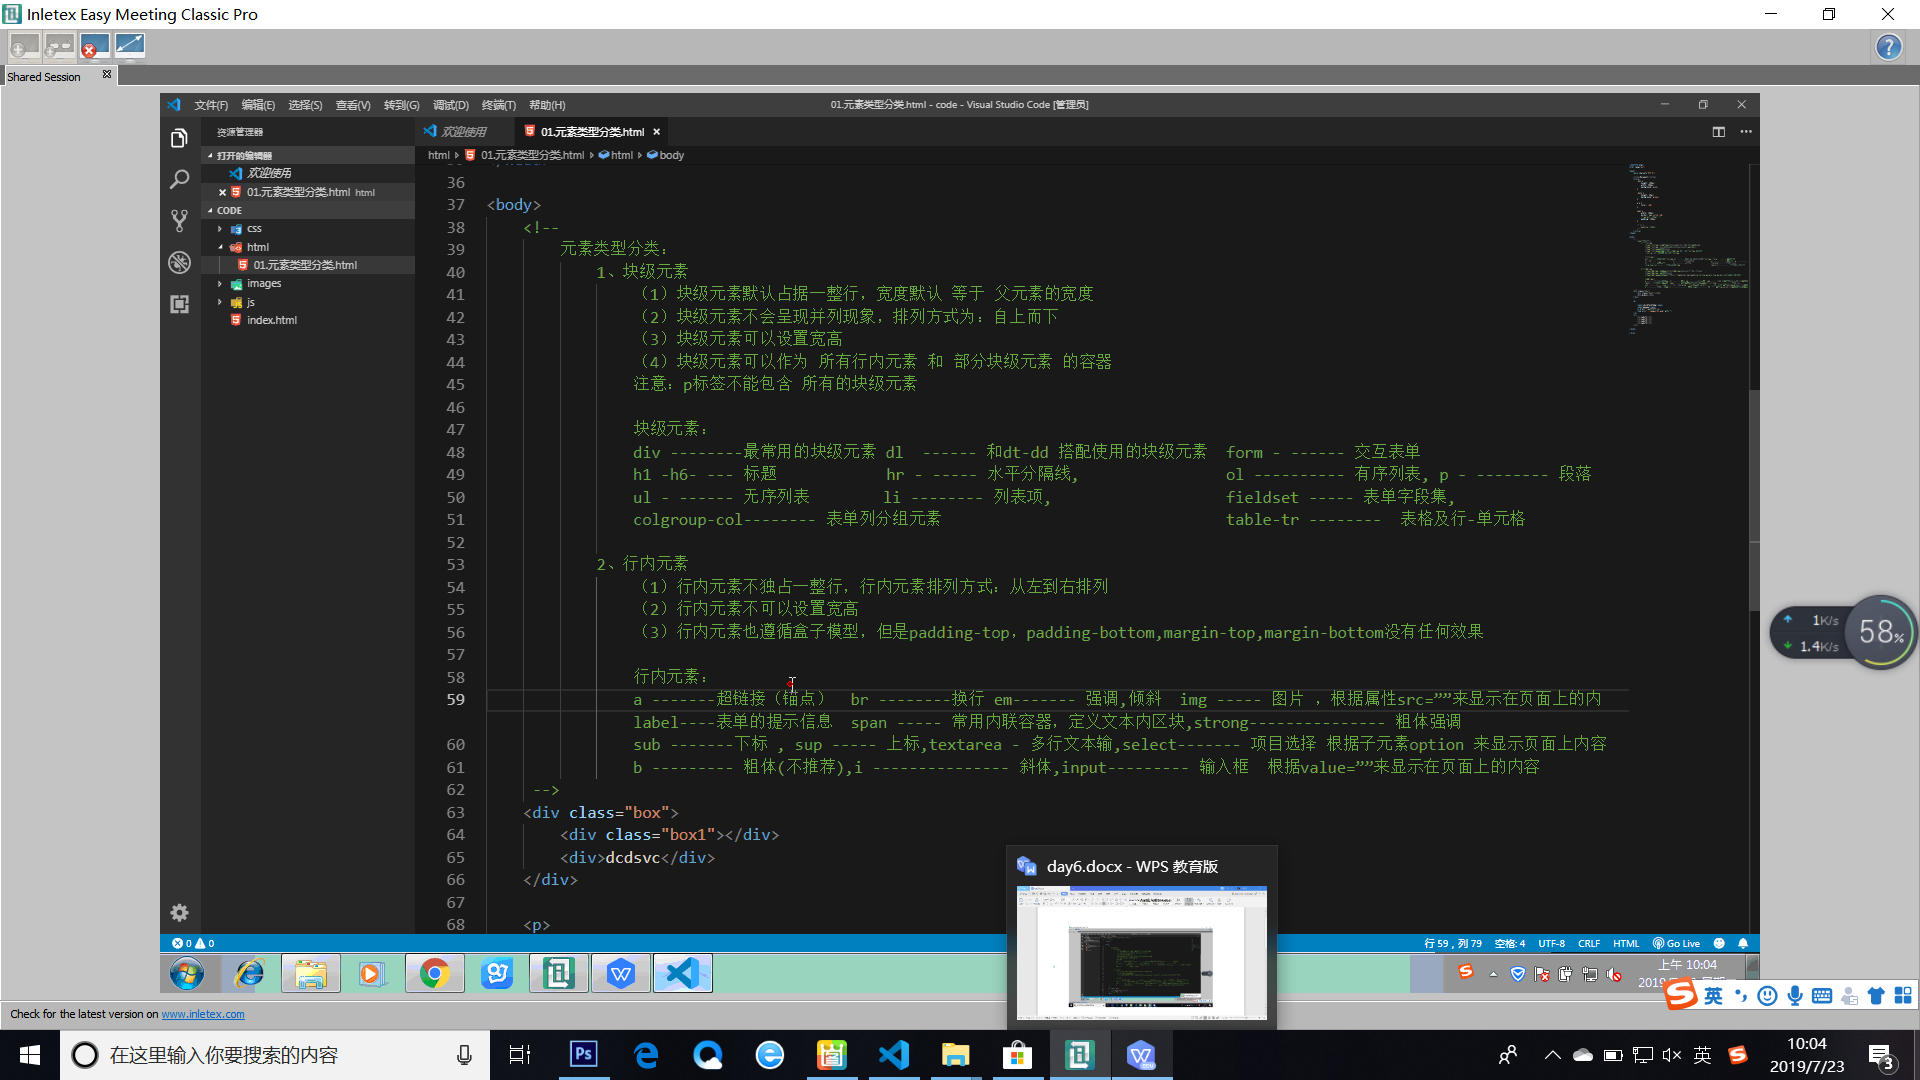 Inletex Easy Meeting Classic Pro
Shared Session
文件(F) 编辑(E) 选择(S) 查看(V) 转到(G) 调试(D) 终端(T) 帮助(H)
01.元素类型分类.html - code - Visual Studio Code [管理员]
资源管理器
欢迎使用
01.元素类型分类.html
html
01.元素类型分类.html
html
body
打开的编辑器
欢迎使用
01.元素类型分类.html html
CODE
css
html
01.元素类型分类.html
images
js
index.html
36
37 <body>
38 <!--
39 元素类型分类：
40 1、块级元素
41 （1）块级元素默认占据一整行，宽度默认 等于 父元素的宽度
42 （2）块级元素不会呈现并列现象，排列方式为：自上而下
43 （3）块级元素可以设置宽高
44 （4）块级元素可以作为 所有行内元素 和 部分块级元素 的容器
45 注意：p标签不能包含 所有的块级元素
46
47 块级元素：
48 div --------最常用的块级元素 dl ------ 和dt-dd 搭配使用的块级元素 form - ------ 交互表单
49 h1 -h6- --- 标题 hr - ----- 水平分隔线, ol ---------- 有序列表, p - -------- 段落
50 ul - ------ 无序列表 li -------- 列表项, fieldset ----- 表单字段集,
51 colgroup-col-------- 表单列分组元素 table-tr -------- 表格及行-单元格
52
53 2、行内元素
54 （1）行内元素不独占一整行，行内元素排列方式：从左到右排列
55 （2）行内元素不可以设置宽高
56 （3）行内元素也遵循盒子模型，但是padding-top，padding-bottom,margin-top,margin-bottom没有任何效果
57
58 行内元素：
59 a -------超链接（锚点） br --------换行 em------- 强调,倾斜 img ----- 图片 ，根据属性src=””来显示在页面上的内
label----表单的提示信息 span ----- 常用内联容器，定义文本内区块,strong--------------- 粗体强调
60 sub -------下标 , sup ----- 上标,textarea - 多行文本输,select------- 项目选择 根据子元素option 来显示页面上内容
61 b --------- 粗体(不推荐),i --------------- 斜体,input--------- 输入框 根据value=””来显示在页面上的内容
62 -->
63 <div class="box">
64 <div class="box1"></div>
65 <div>dcdsvc</div>
66 </div>
67
68 <p>
1K/s
1.4K/s
58%
day6.docx - WPS 教育版
0 0
行 59，列 79 空格: 4 UTF-8 CRLF HTML Go Live
上午 10:04
英
Check for the latest version on www.inletex.com
在这里输入你要搜索的内容
Ps
英
10:04
2019/7/23
3